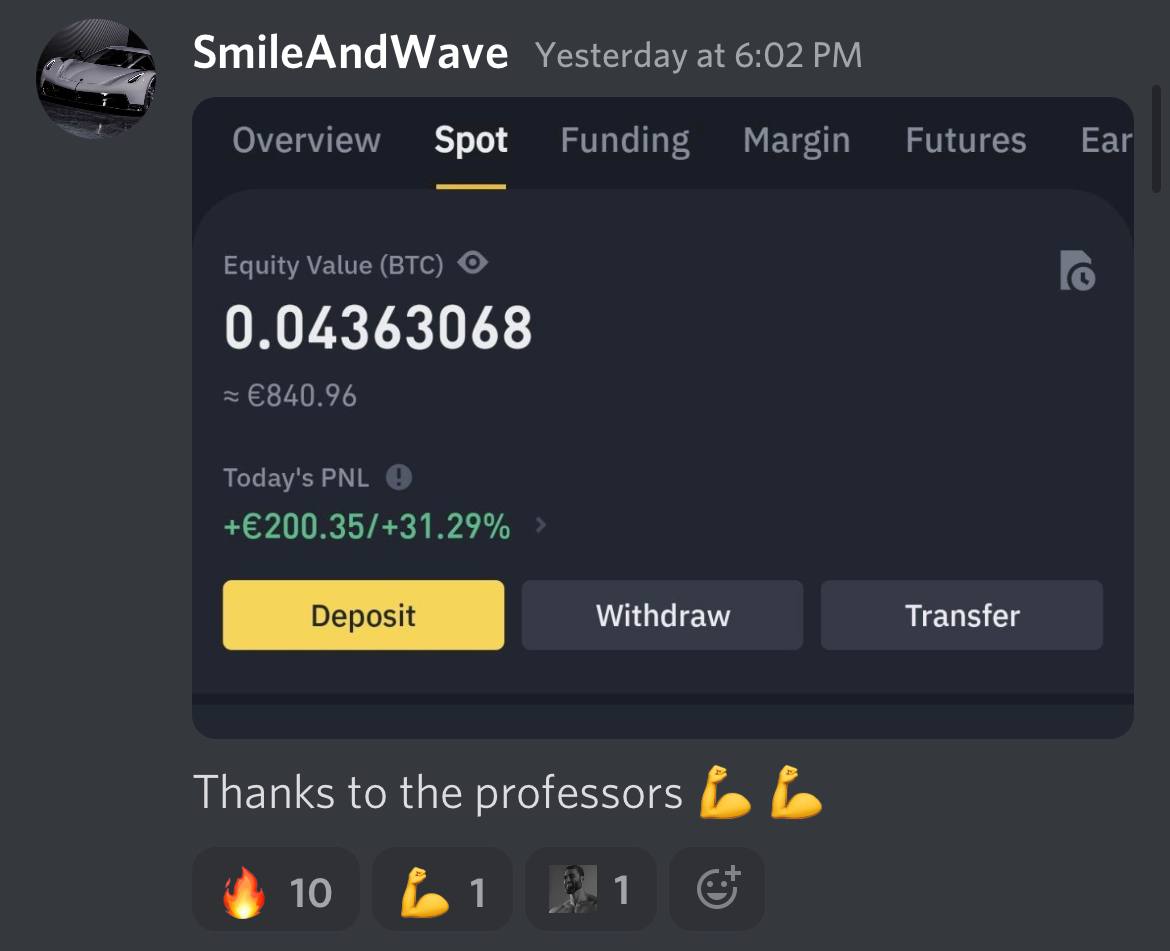 SmileAndWave Yesterday at 6:02 PM
Overview Spot Funding Margin Futures Ear
Equity Value (BTC)
0.04363068
≈ €840.96
Today's PNL
+€200.35/+31.29%
Deposit Withdraw Transfer
Thanks to the professors 💪 💪
🔥 10 💪 1 1